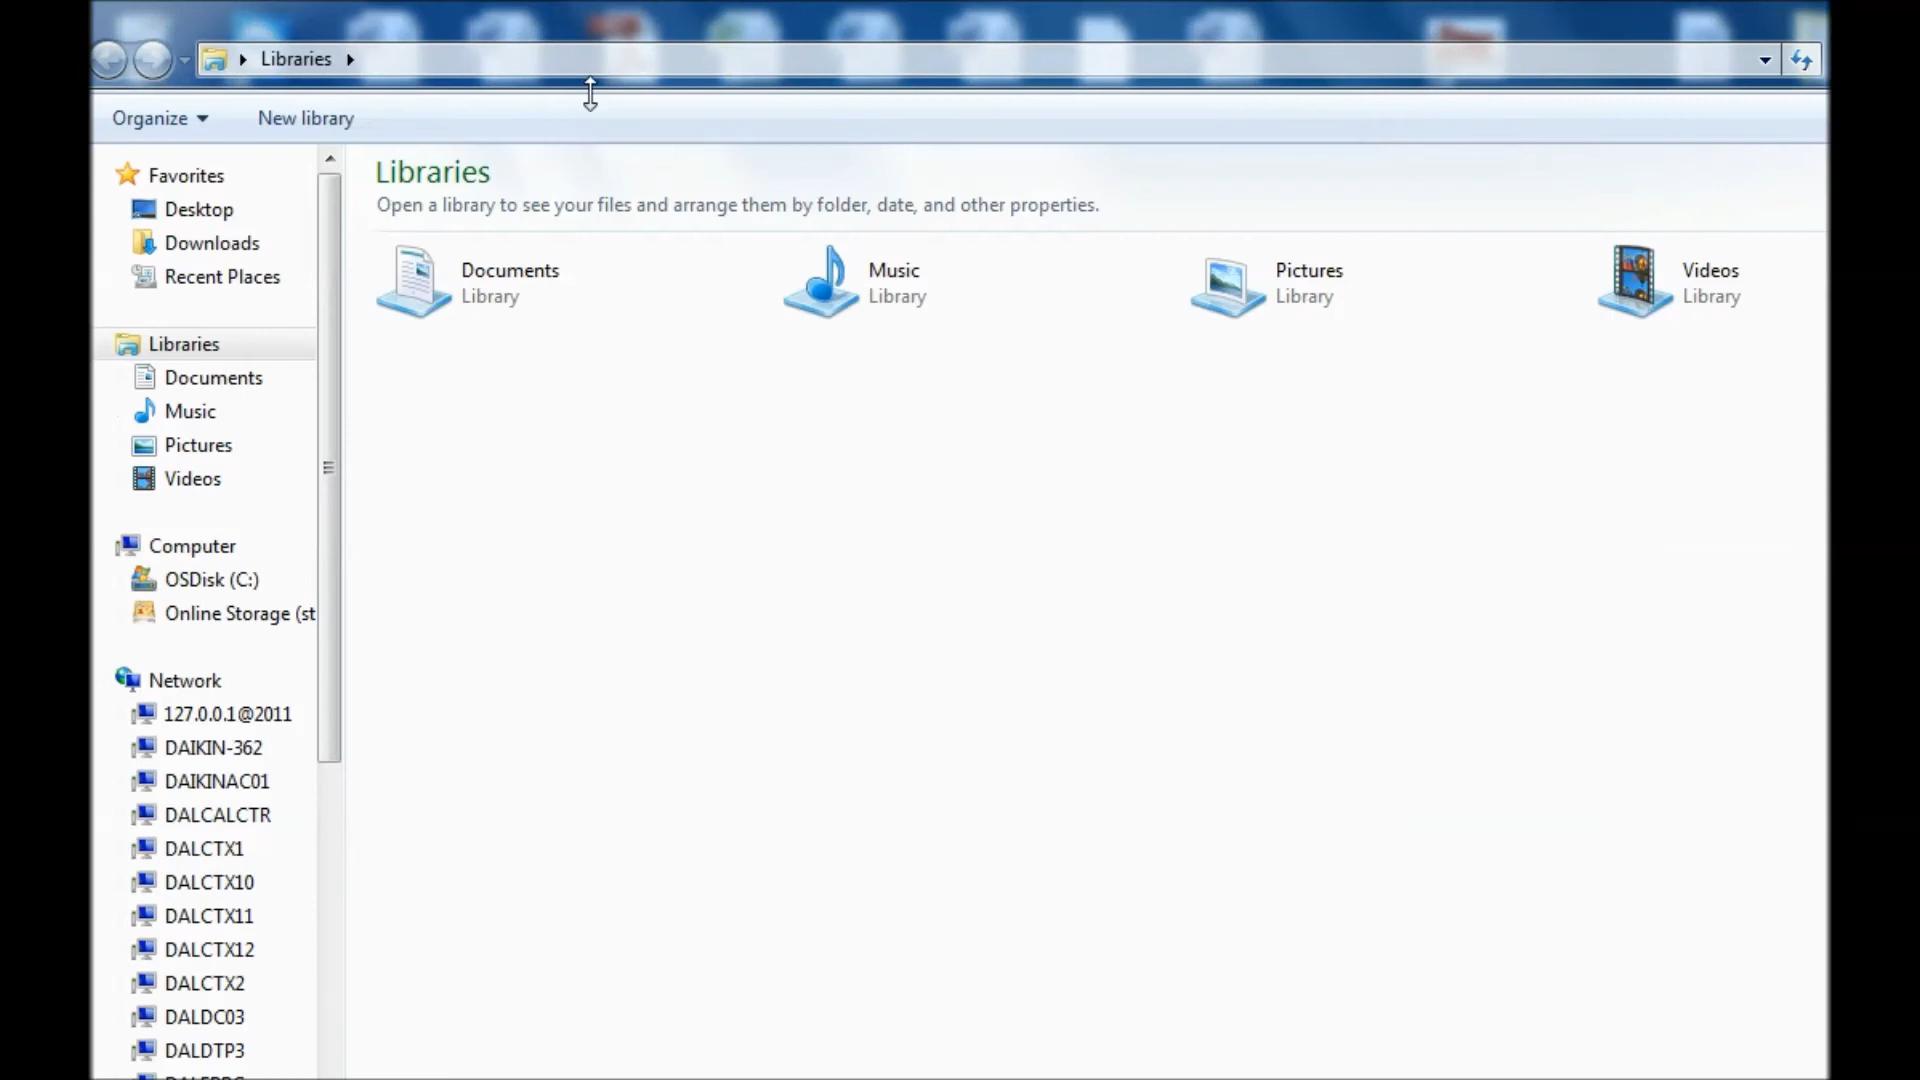 Libraries
Organize
New library
Favorites
Desktop
Downloads
Recent Places
Libraries
Documents
Music
Pictures
Videos
Computer
OSDisk (C:)
Online Storage (st
Network
127.0.0.1@2011
DAIKIN-362
DAIKINAC01
DALCALCTR
DALCTX1
DALCTX10
DALCTX11
DALCTX12
DALCTX2
DALDC03
DALDTP3
Libraries
Open a library to see your files and arrange them by folder, date, and other properties.
Documents
Library
Music
Library
Pictures
Library
Videos
Library